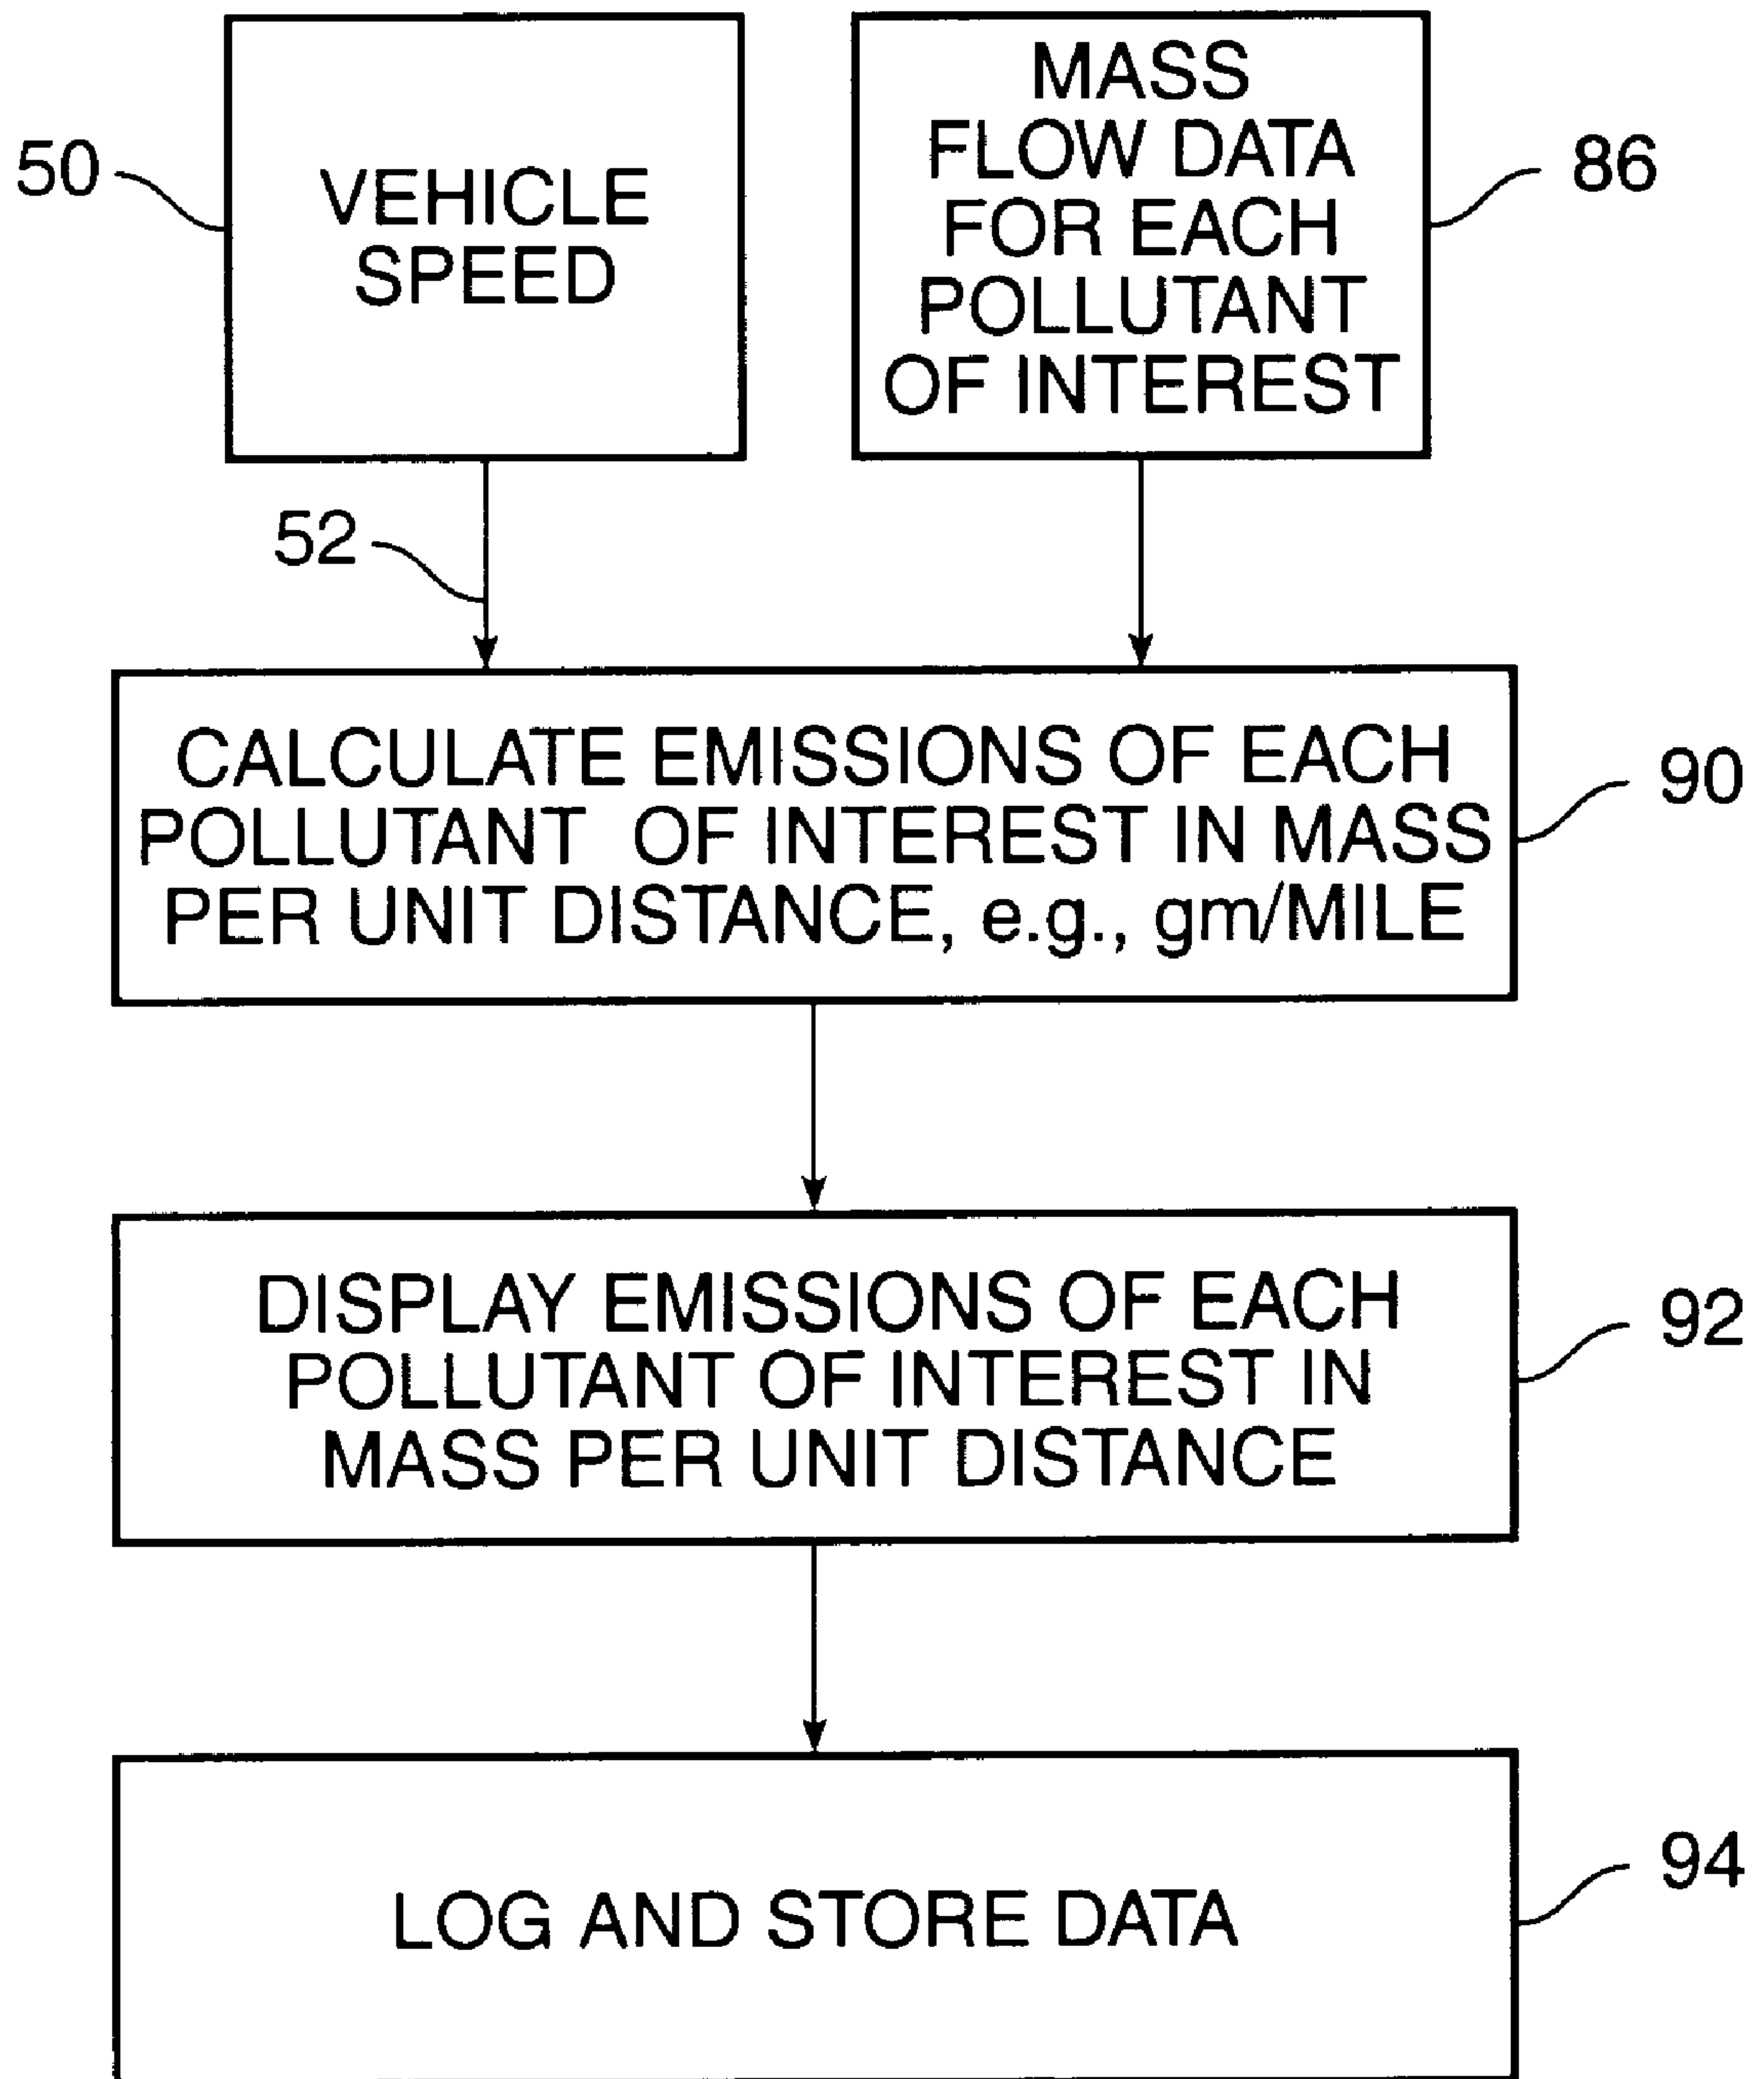 50
VEHICLE
SPEED
MASS
FLOW DATA
FOR EACH
POLLUTANT
OF INTEREST
86
52
CALCULATE EMISSIONS OF EACH
POLLUTANT OF INTEREST IN MASS
PER UNIT DISTANCE, e.g., gm/MILE
90
DISPLAY EMISSIONS OF EACH
POLLUTANT OF INTEREST IN
MASS PER UNIT DISTANCE
92
LOG AND STORE DATA
94